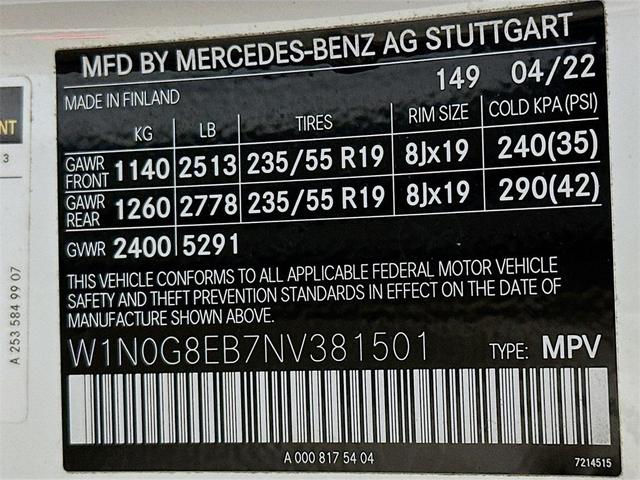 MFD BY MERCEDES-BENZ AG STUTTGART
149 04/22
MADE IN FINLAND
KG LB TIRES RIM SIZE COLD KPA(PSI)
GAWR FRONT 1140 2513 235/55 R19 8Jx19 240(35)
GAWR REAR 1260 2778 235/55 R19 8Jx19 290(42)
GVWR 2400 5291
THIS VEHICLE CONFORMS TO ALL APPLICABLE FEDERAL MOTOR VEHICLE
SAFETY AND THEFT PREVENTION STANDARDS IN EFFECT ON THE DATE OF
MANUFACTURE SHOWN ABOVE.
W1N0G8EB7NV381501 TYPE: MPV
A 000 817 54 04
7214515
NT
3
A 253 584 99 07